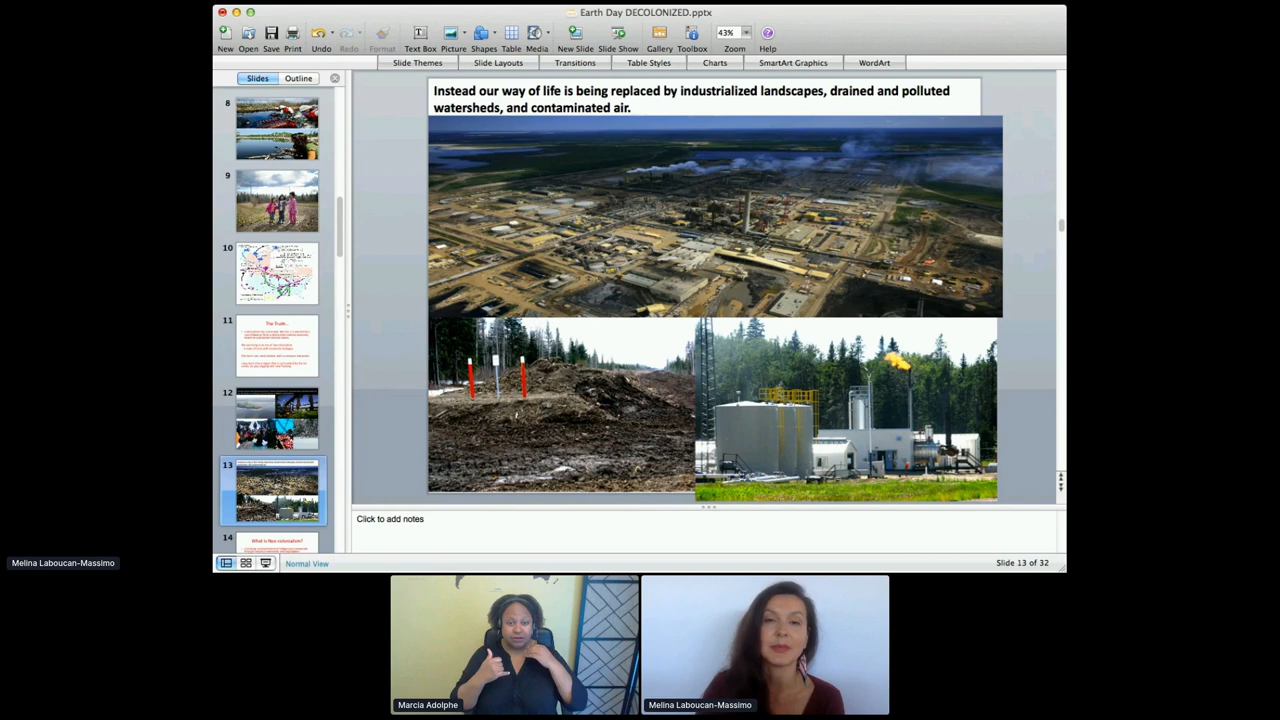 Earth Day DECOLONIZED.pptx
New Open Save Print Undo Redo Format Text Box Picture Shapes Table Media New Slide Slide Show Gallery Toolbox Zoom Help
43%
Slide Themes Slide Layouts Transitions Table Styles Charts SmartArt Graphics WordArt
Slides Outline
8
9
10
11
The Truth...
12
13
14
What is Neo colonialism?
Instead our way of life is being replaced by industrialized landscapes, drained and polluted
watersheds, and contaminated air.
Click to add notes
Normal View
Slide 13 of 32
Melina Laboucan-Massimo
Marcia Adolphe
Melina Laboucan-Massimo